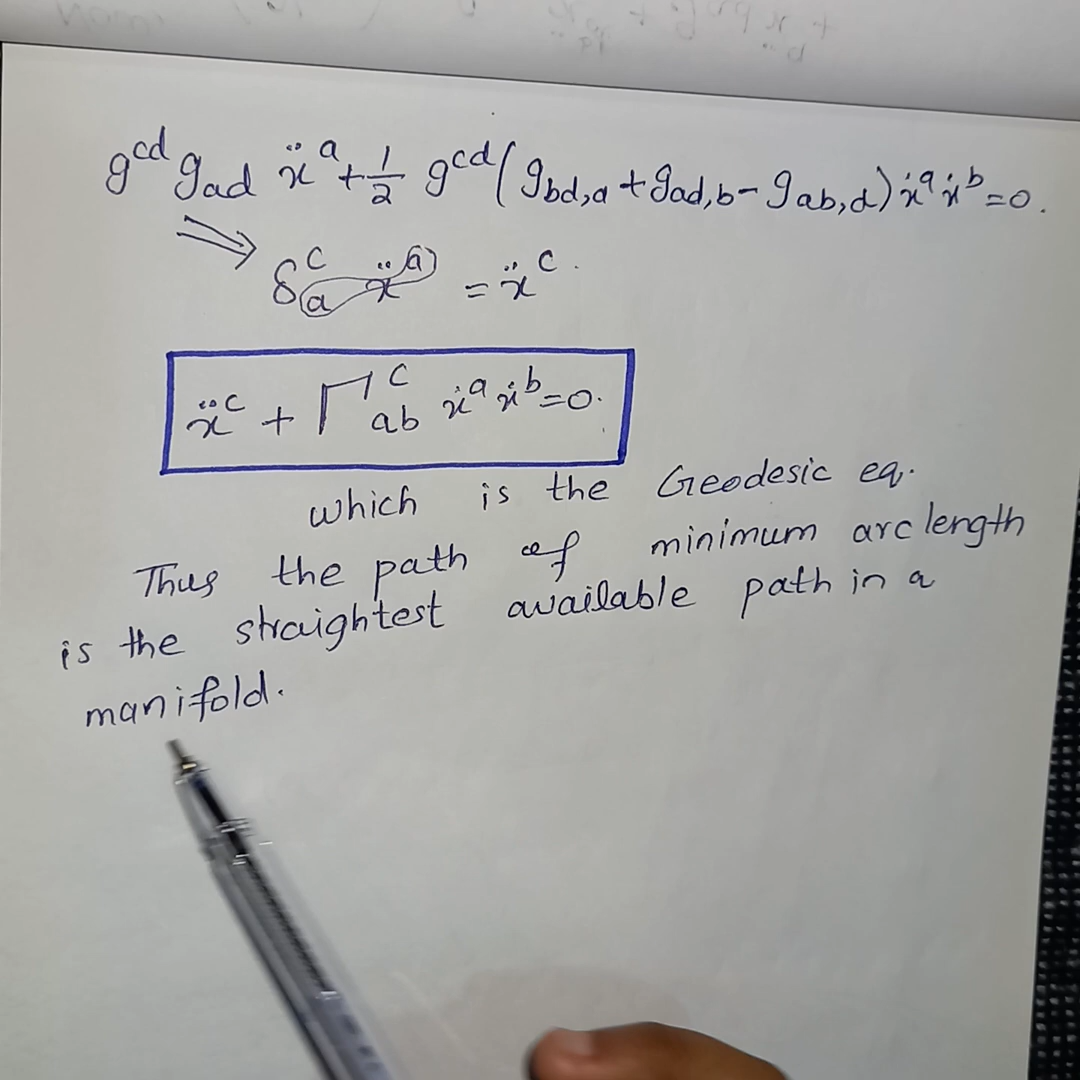 g^{cd} g_{ad} ẍ^a + 1/2 g^{cd} ( g_{bd,a} + g_{ad,b} - g_{ab,d} ) ẋ^a ẋ^b = 0.
⇒ δ^c_a ẍ^a = ẍ^c.
ẍ^c + Γ^c_{ab} ẋ^a ẋ^b = 0.
which is the Geodesic eq.
Thus the path of minimum arc length
is the straightest available path in a
manifold.